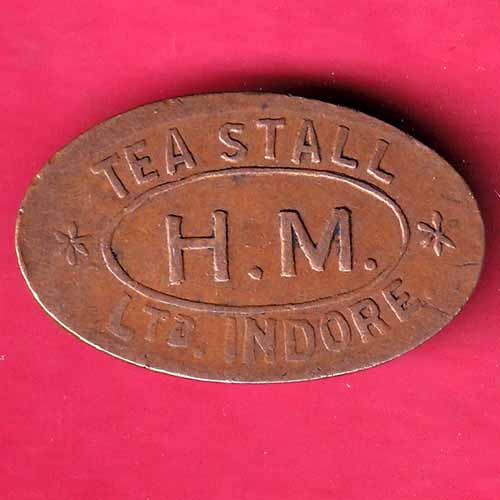 TEA STALL
H.M.
LTD. INDORE